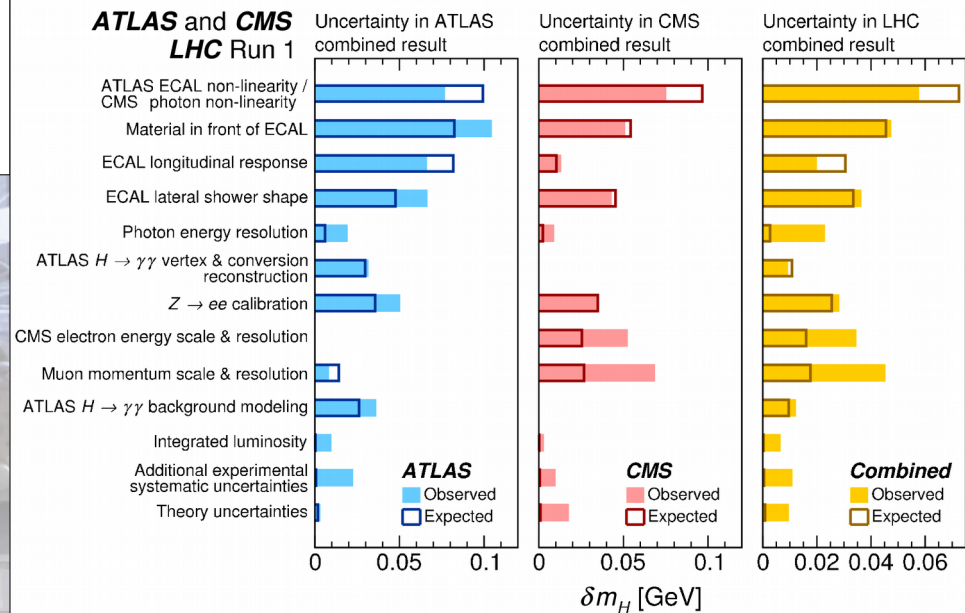 ATLAS and CMS
LHC Run 1
Uncertainty in ATLAS
combined result
Uncertainty in CMS
combined result
Uncertainty in LHC
combined result
ATLAS ECAL non-linearity /
CMS photon non-linearity
Material in front of ECAL
ECAL longitudinal response
ECAL lateral shower shape
Photon energy resolution
ATLAS H → γγ vertex & conversion
reconstruction
Z → ee calibration
CMS electron energy scale & resolution
Muon momentum scale & resolution
ATLAS H → γγ background modeling
Integrated luminosity
Additional experimental
systematic uncertainties
Theory uncertainties
ATLAS
Observed
Expected
CMS
Observed
Expected
Combined
Observed
Expected
0 0.05 0.1
0 0.05 0.1
0 0.02 0.04 0.06
δm_H [GeV]